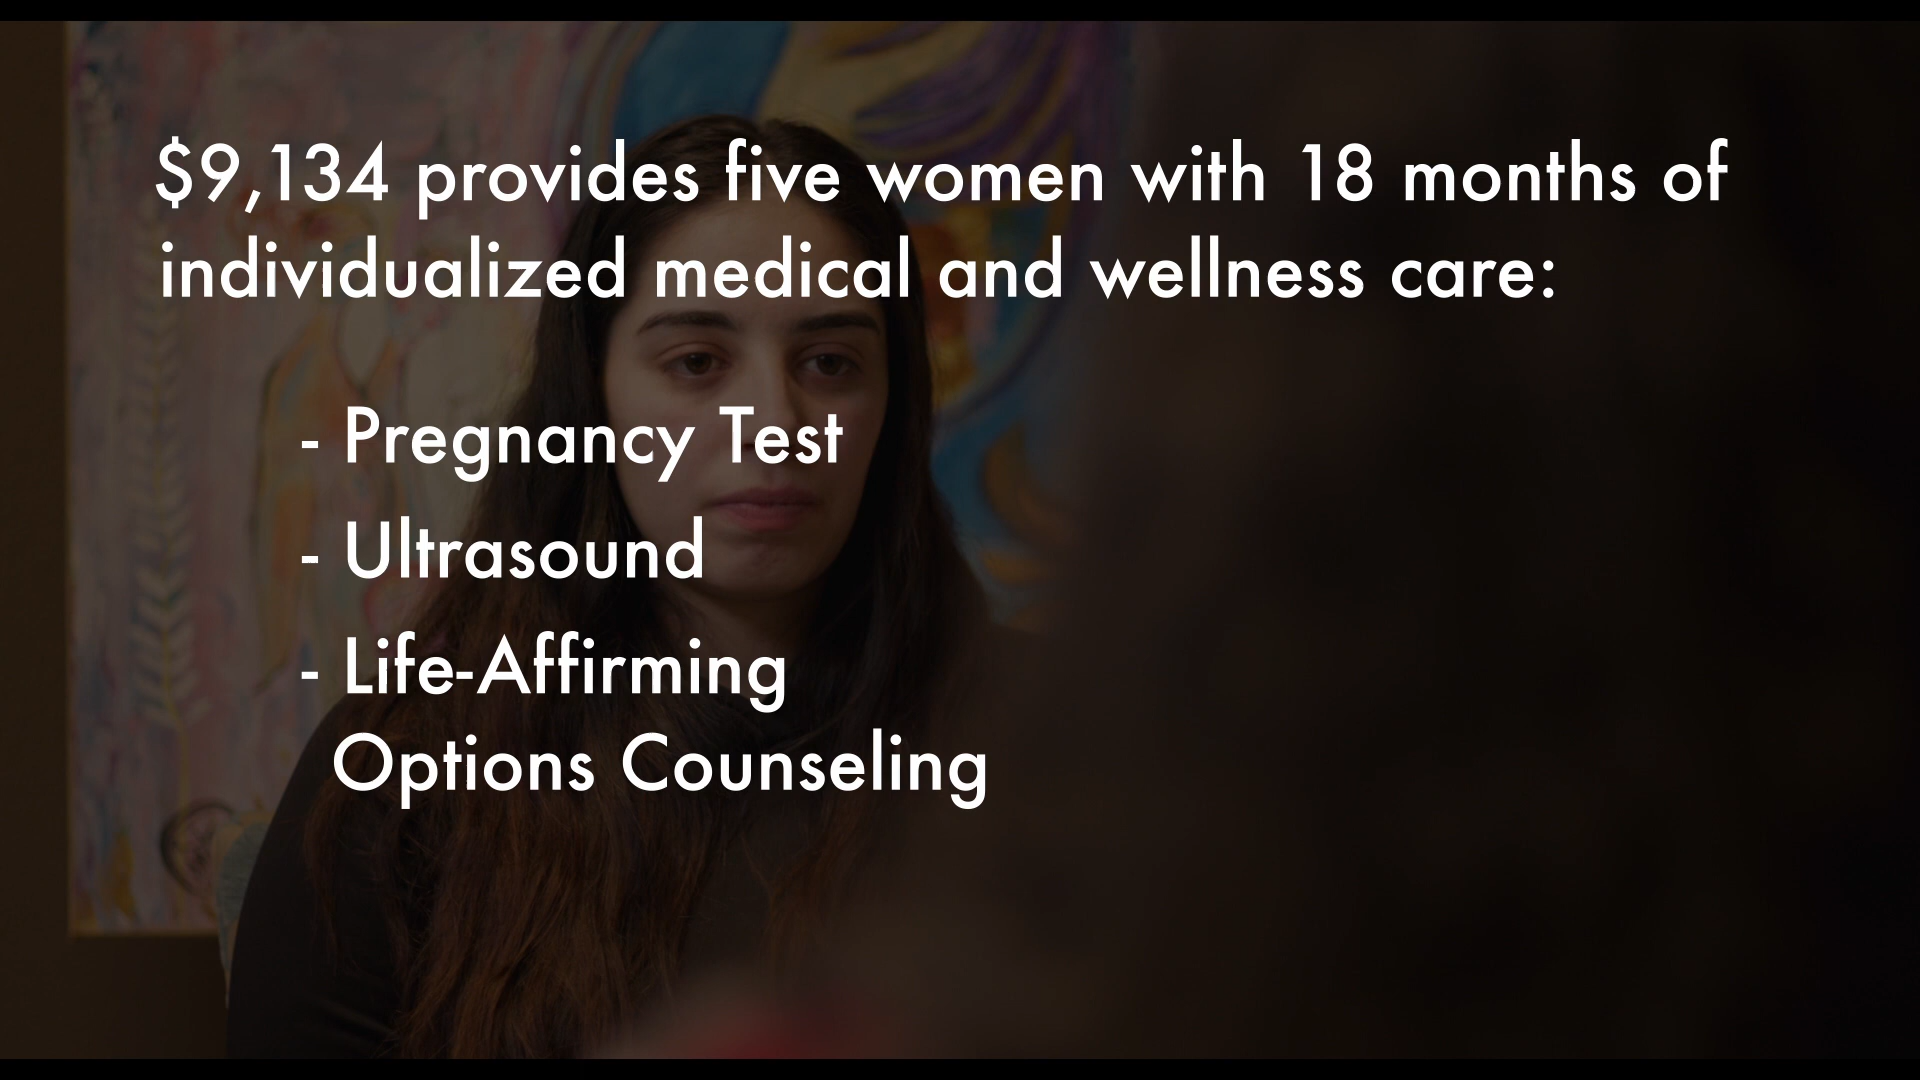 $9,134 provides five women with 18 months of
individualized medical and wellness care:
- Pregnancy Test
- Ultrasound
- Life-Affirming
Options Counseling